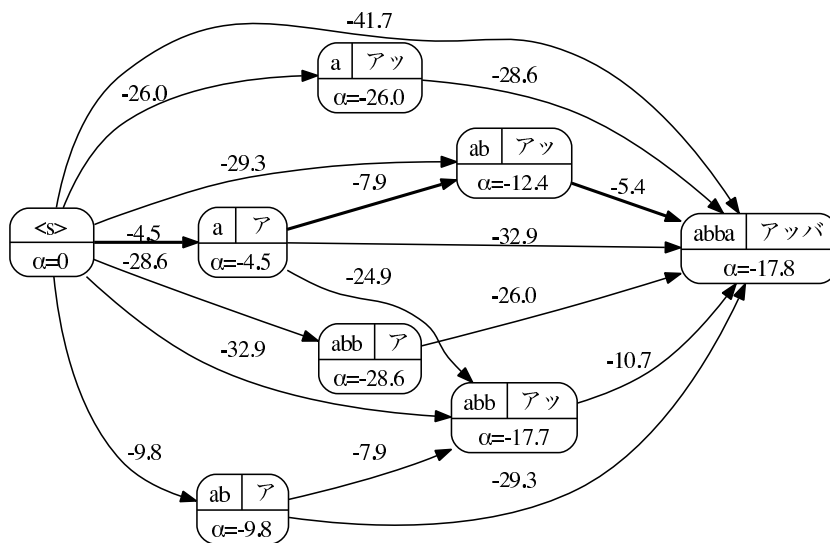 -41.7
a アッ
α=-26.0
-26.0
-28.6
-29.3
ab アッ
α=-12.4
-7.9
-5.4
<s>
α=0
-4.5
a ア
α=-4.5
-32.9
abba アッバ
α=-17.8
-28.6
-24.9
-26.0
abb ア
α=-28.6
-32.9
-10.7
abb アッ
α=-17.7
-9.8
-7.9
-29.3
ab ア
α=-9.8